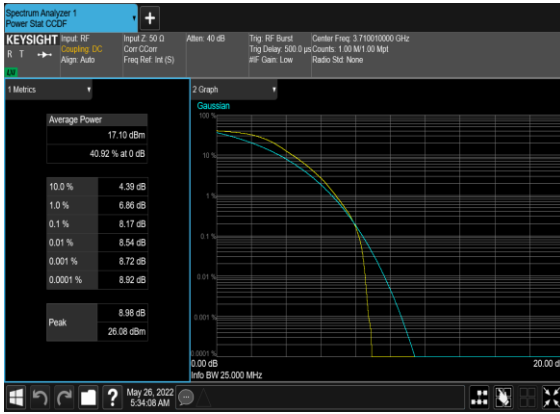 Spectrum Analyzer 1
Power Stat CCDF
KEYSIGHT
R T
Input: RF
Coupling: DC
Align: Auto
Input Z: 50 Ω
Corr CCorr
Freq Ref: Int (S)
Atten: 40 dB
Trig: RF Burst
Trig Delay: 500.0 µs
#IF Gain: Low
Center Freq: 3.710010000 GHz
Counts: 1.00 M/1.00 Mpt
Radio Std: None
1 Metrics
Average Power
17.10 dBm
40.92 % at 0 dB
10.0 % 4.39 dB
1.0 % 6.86 dB
0.1 % 8.17 dB
0.01 % 8.54 dB
0.001 % 8.72 dB
0.0001 % 8.92 dB
Peak
8.98 dB
26.08 dBm
2 Graph
Gaussian
100 %
10 %
1 %
0.1 %
0.01 %
0.001 %
0.0001 %
0.00 dB
20.00 d
Info BW 25.000 MHz
?
May 26, 2022
5:34:08 AM